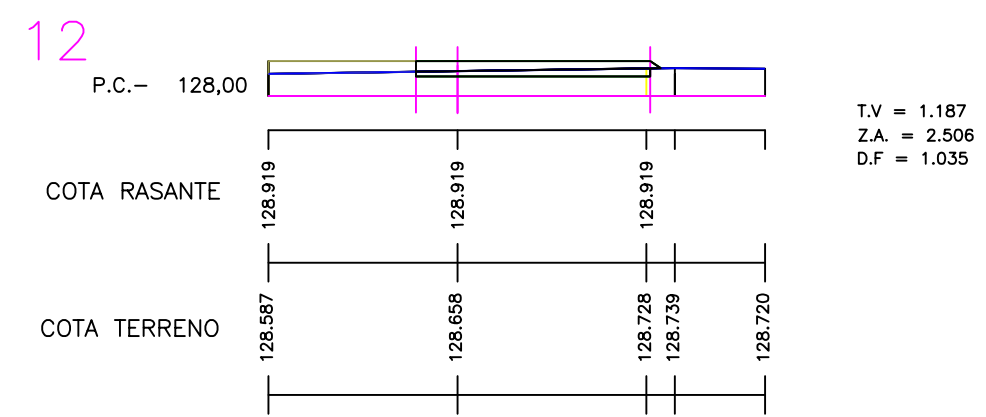 12
P.C.– 128,00
T.V = 1.187
Z.A. = 2.506
D.F = 1.035
COTA RASANTE 128.919 128.919 128.919
COTA TERRENO 128.587 128.658 128.728 128.739 128.720